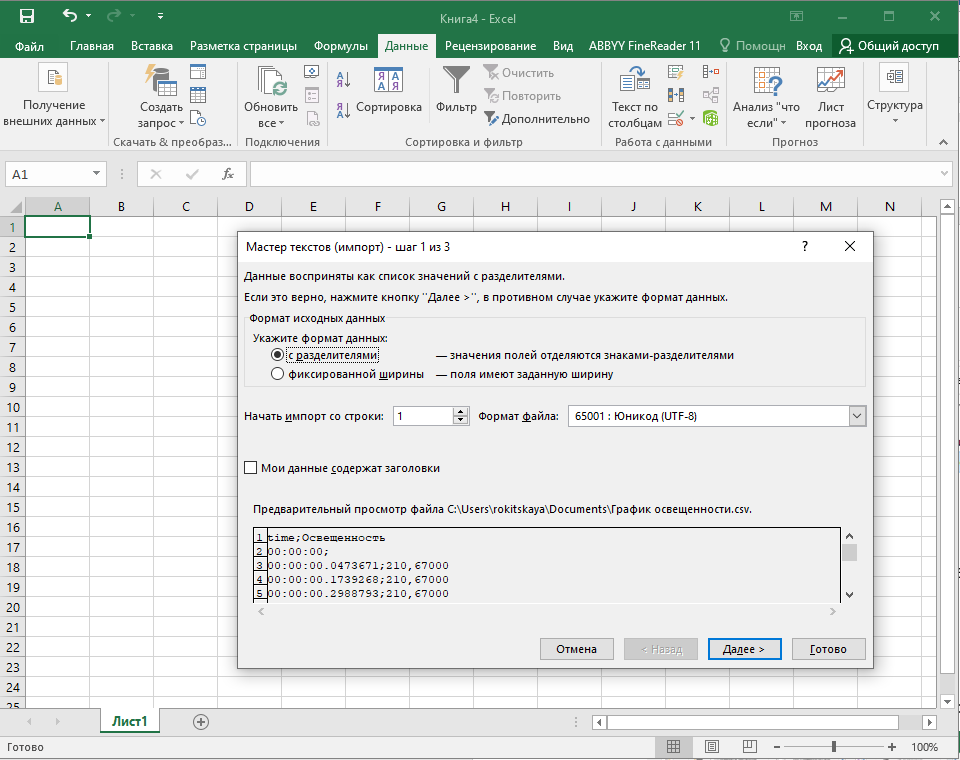 Книга4 - Excel
Файл Главная Вставка Разметка страницы Формулы Данные Рецензирование Вид ABBYY FineReader 11 Помощн Вход Общий доступ
Получение
внешних данных
Создать
запрос
Обновить
все
Сортировка
Фильтр
Очистить
Повторить
Дополнительно
Текст по
столбцам
Анализ "что
если"
Лист
прогноза
Структура
Скачать & преобраз... Подключения Сортировка и фильтр Работа с данными Прогноз
A1
fx
A B C D E F G H I J K L M N
1
2
3
4
5
6
7
8
9
10
11
12
13
14
15
16
17
18
19
20
21
22
23
24
25
Мастер текстов (импорт) - шаг 1 из 3 ?
Данные восприняты как список значений с разделителями.
Если это верно, нажмите кнопку "Далее >", в противном случае укажите формат данных.
Формат исходных данных
Укажите формат данных:
с разделителями — значения полей отделяются знаками-разделителями
фиксированной ширины — поля имеют заданную ширину
Начать импорт со строки: 1 Формат файла: 65001 : Юникод (UTF-8)
Мои данные содержат заголовки
Предварительный просмотр файла C:\Users\rokitskaya\Documents\График освещенности.csv.
1 time;Освещенность
2 00:00:00;
3 00:00:00.0473671;210,67000
4 00:00:00.1739268;210,67000
5 00:00:00.2988793;210,67000
Отмена < Назад Далее > Готово
Лист1
Готово 100%